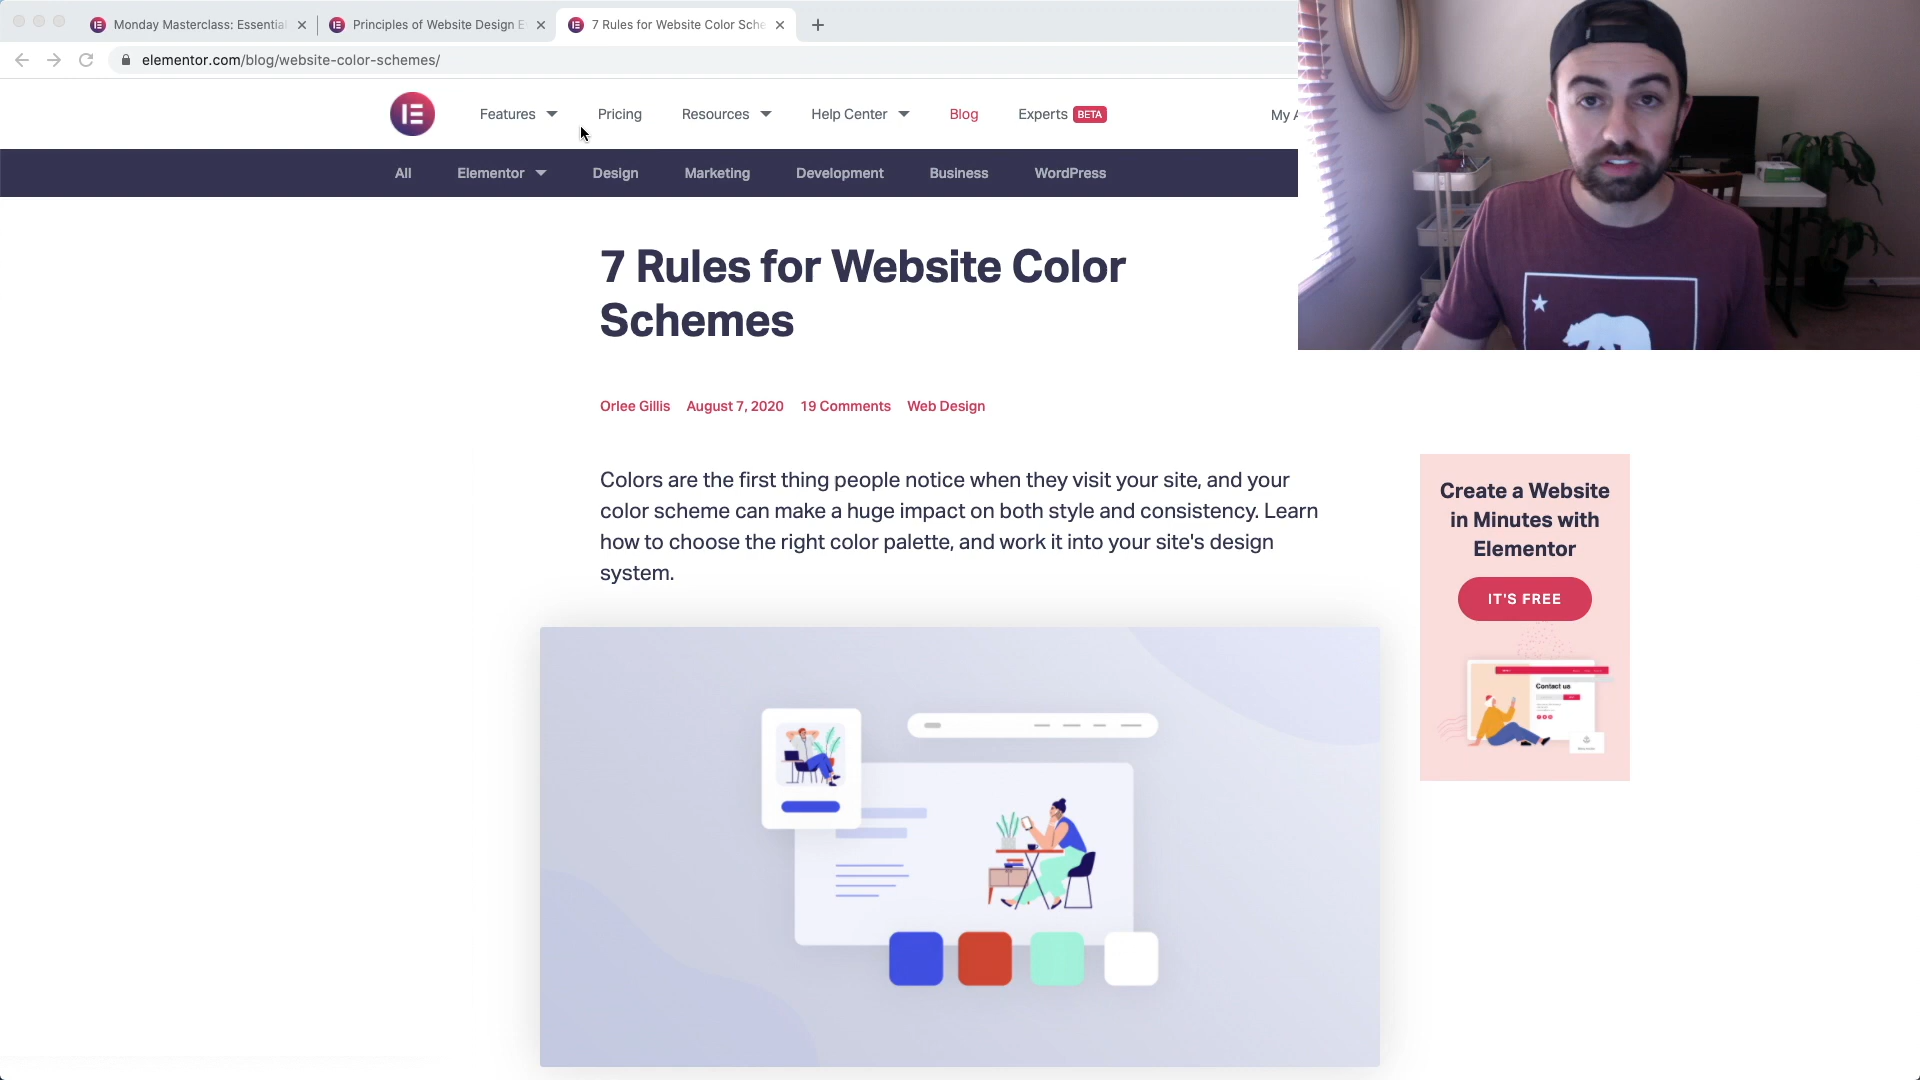 Monday Masterclass: Essential
Principles of Website Design E
7 Rules for Website Color Sche
elementor.com/blog/website-color-schemes/
Features
Pricing
Resources
Help Center
Blog
Experts BETA
My A
All
Elementor
Design
Marketing
Development
Business
WordPress
7 Rules for Website Color
Schemes
Orlee Gillis August 7, 2020 19 Comments Web Design
Colors are the first thing people notice when they visit your site, and your
color scheme can make a huge impact on both style and consistency. Learn
how to choose the right color palette, and work it into your site's design
system.
Create a Website
in Minutes with
Elementor
IT'S FREE
Contact us